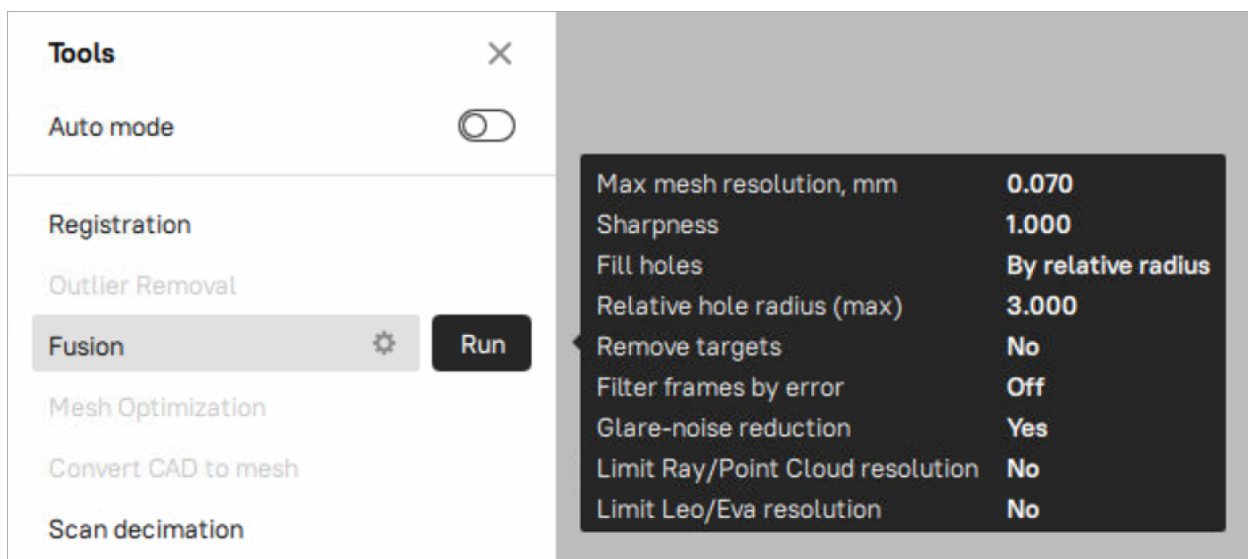 Tools
Auto mode
Registration
Outlier Removal
Fusion Run
Mesh Optimization
Convert CAD to mesh
Scan decimation
Max mesh resolution, mm 0.070
Sharpness 1.000
Fill holes By relative radius
Relative hole radius (max) 3.000
Remove targets No
Filter frames by error Off
Glare-noise reduction Yes
Limit Ray/Point Cloud resolution No
Limit Leo/Eva resolution No